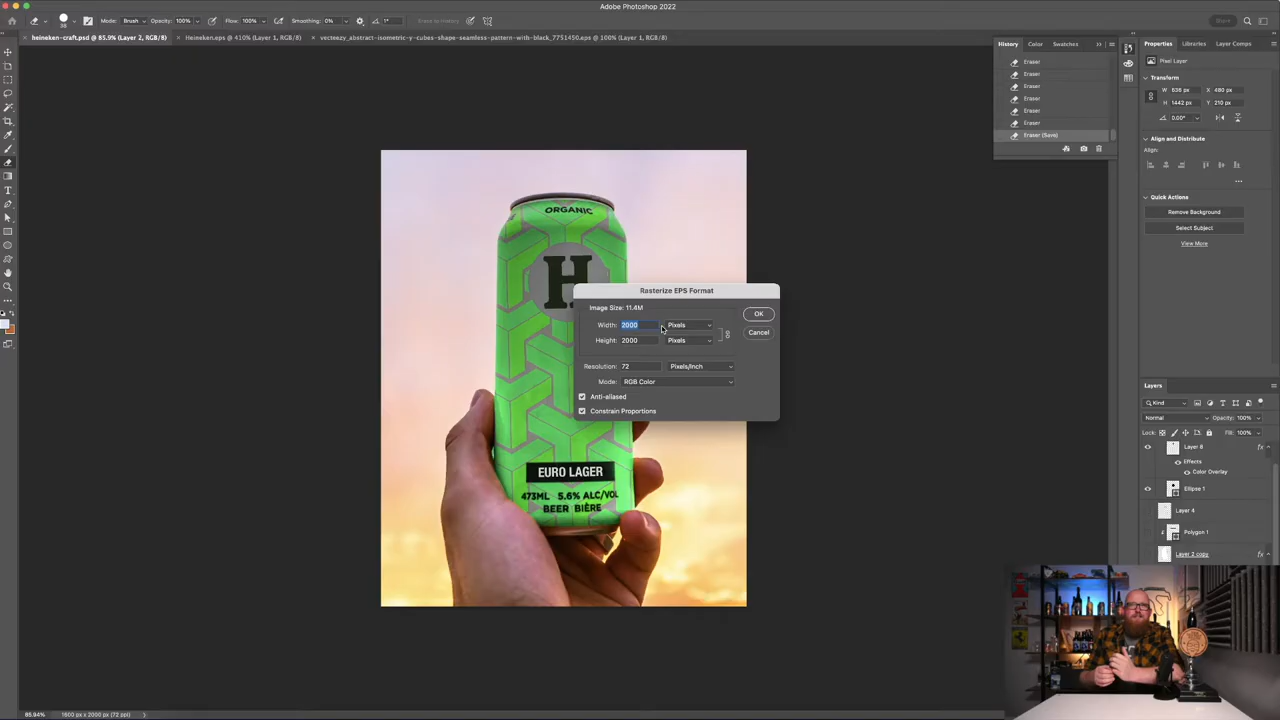 Adobe Photoshop 2022
Mode: Brush Opacity: 100% Flow: 100% Smoothing: 0% 1° Share
heineken-craft.psd @ 85.9% (Layer 2, RGB/8) Heineken.eps @ 410% (Layer 1, RGB/8) vecteezy_abstract-isometric-y-cubes-shape-seamless-pattern-with-black_7751450.eps @ 100% (Layer 1, RGB/8)
History Color Swatches
Eraser
Eraser
Eraser
Eraser
Eraser
Eraser
Eraser (Save)
Properties Libraries Layer Comps
Pixel Layer
Transform
W 636 px X 480 px
H 1442 px Y 210 px
0.00°
Align and Distribute
Align:
Quick Actions
Remove Background
Select Subject
View More
ORGANIC
H
EURO LAGER
473ML 5.6% ALC/VOL
BEER BIÈRE
Rasterize EPS Format
Image Size: 11.4M
Width: 2000 Pixels
Height: 2000 Pixels
Resolution: 72 Pixels/Inch
Mode: RGB Color
Anti-aliased
Constrain Proportions
OK
Cancel
Layers
Kind
Normal Opacity: 100%
Lock: Fill: 100%
Layer 8 fx
Effects
Color Overlay
Ellipse 1
Layer 4
Polygon 1
Layer 2 copy fx
85.94% 1600 px x 2000 px (72 ppi)